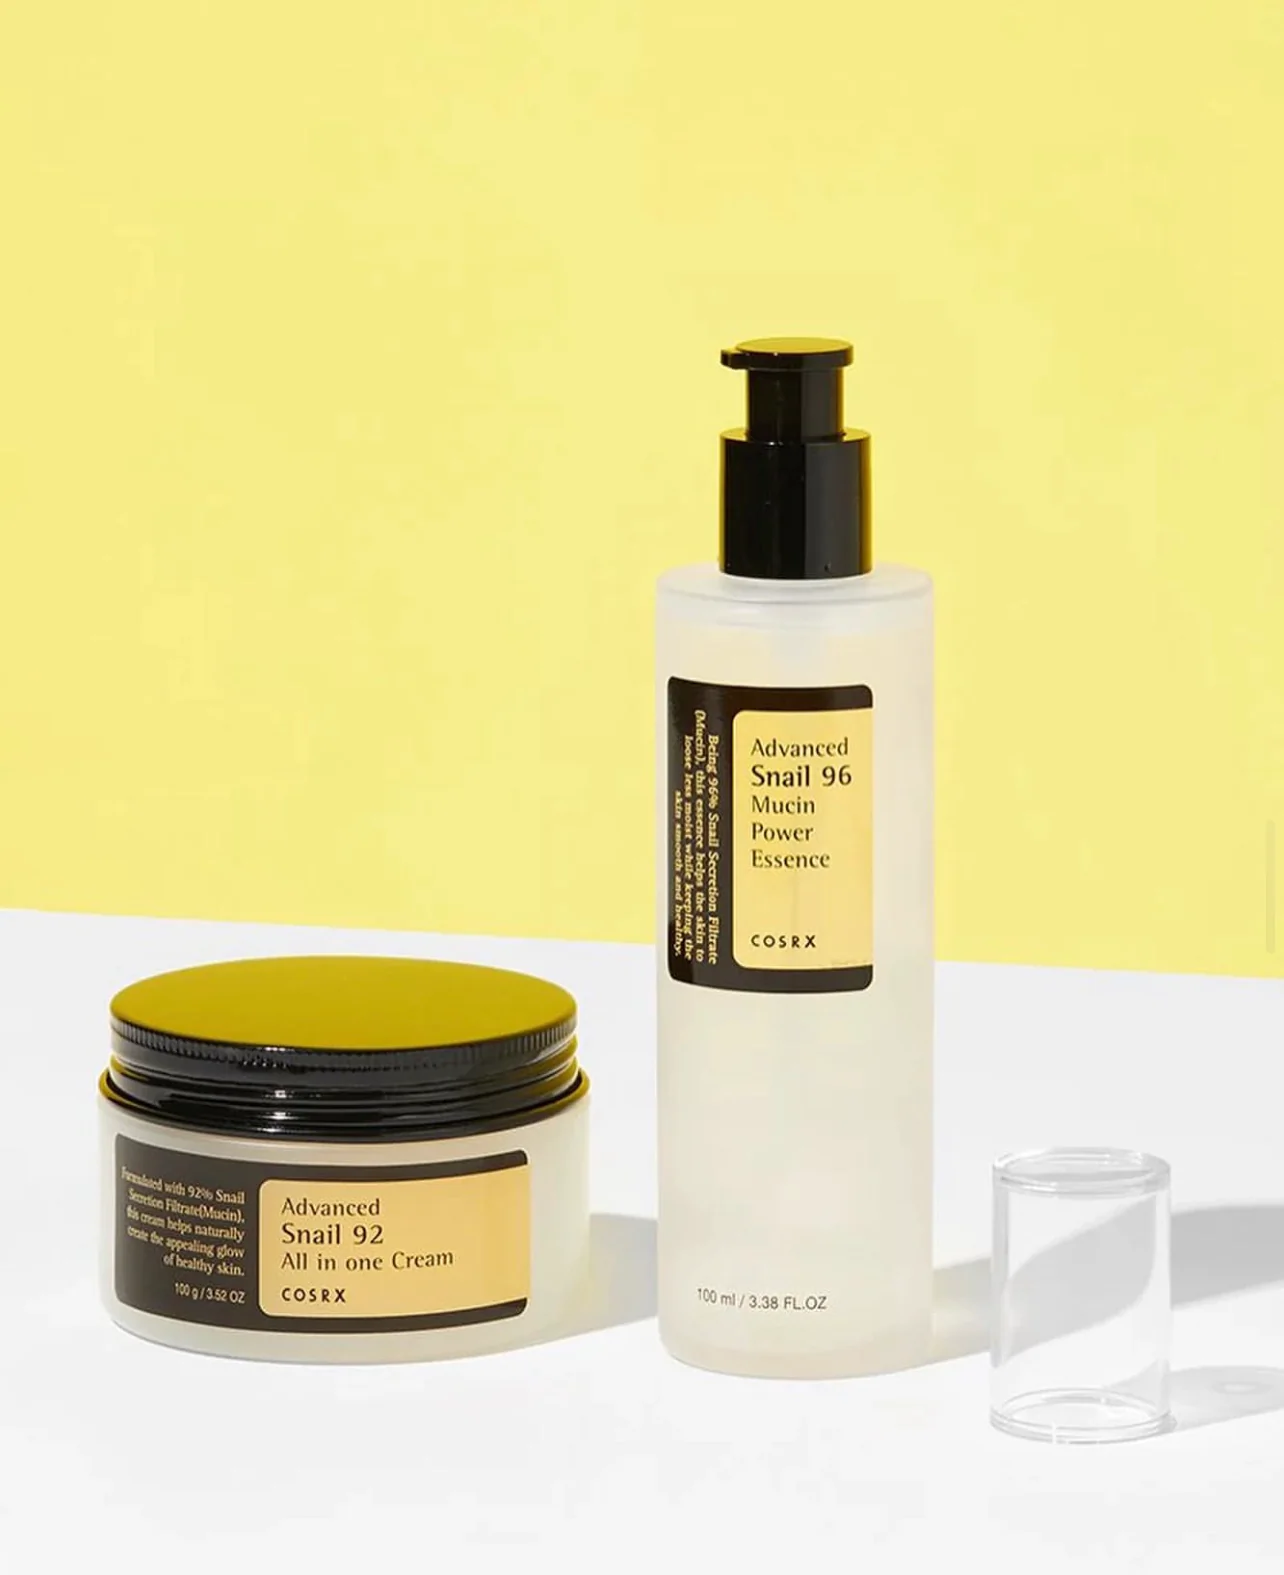 Formulated with 92% Snail
Secretion Filtrate(Mucin),
this cream helps naturally
create the appealing glow
of healthy skin.
100 g / 3.52 OZ
Advanced
Snail 92
All in one Cream
COSRX
Being 96% Snail Secretion Filtrate
(Mucin), this essence helps the skin to
loose less moist while keeping the
skin smooth and healthy.
Advanced
Snail 96
Mucin
Power
Essence
COSRX
100 ml / 3.38 FL.OZ